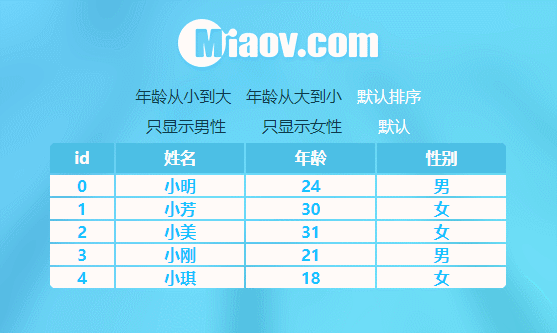 Miaov.com
年龄从小到大 年龄从大到小 默认排序
只显示男性 只显示女性 默认
id 姓名 年龄 性别
0 小明 24 男
1 小芳 30 女
2 小美 31 女
3 小刚 21 男
4 小琪 18 女